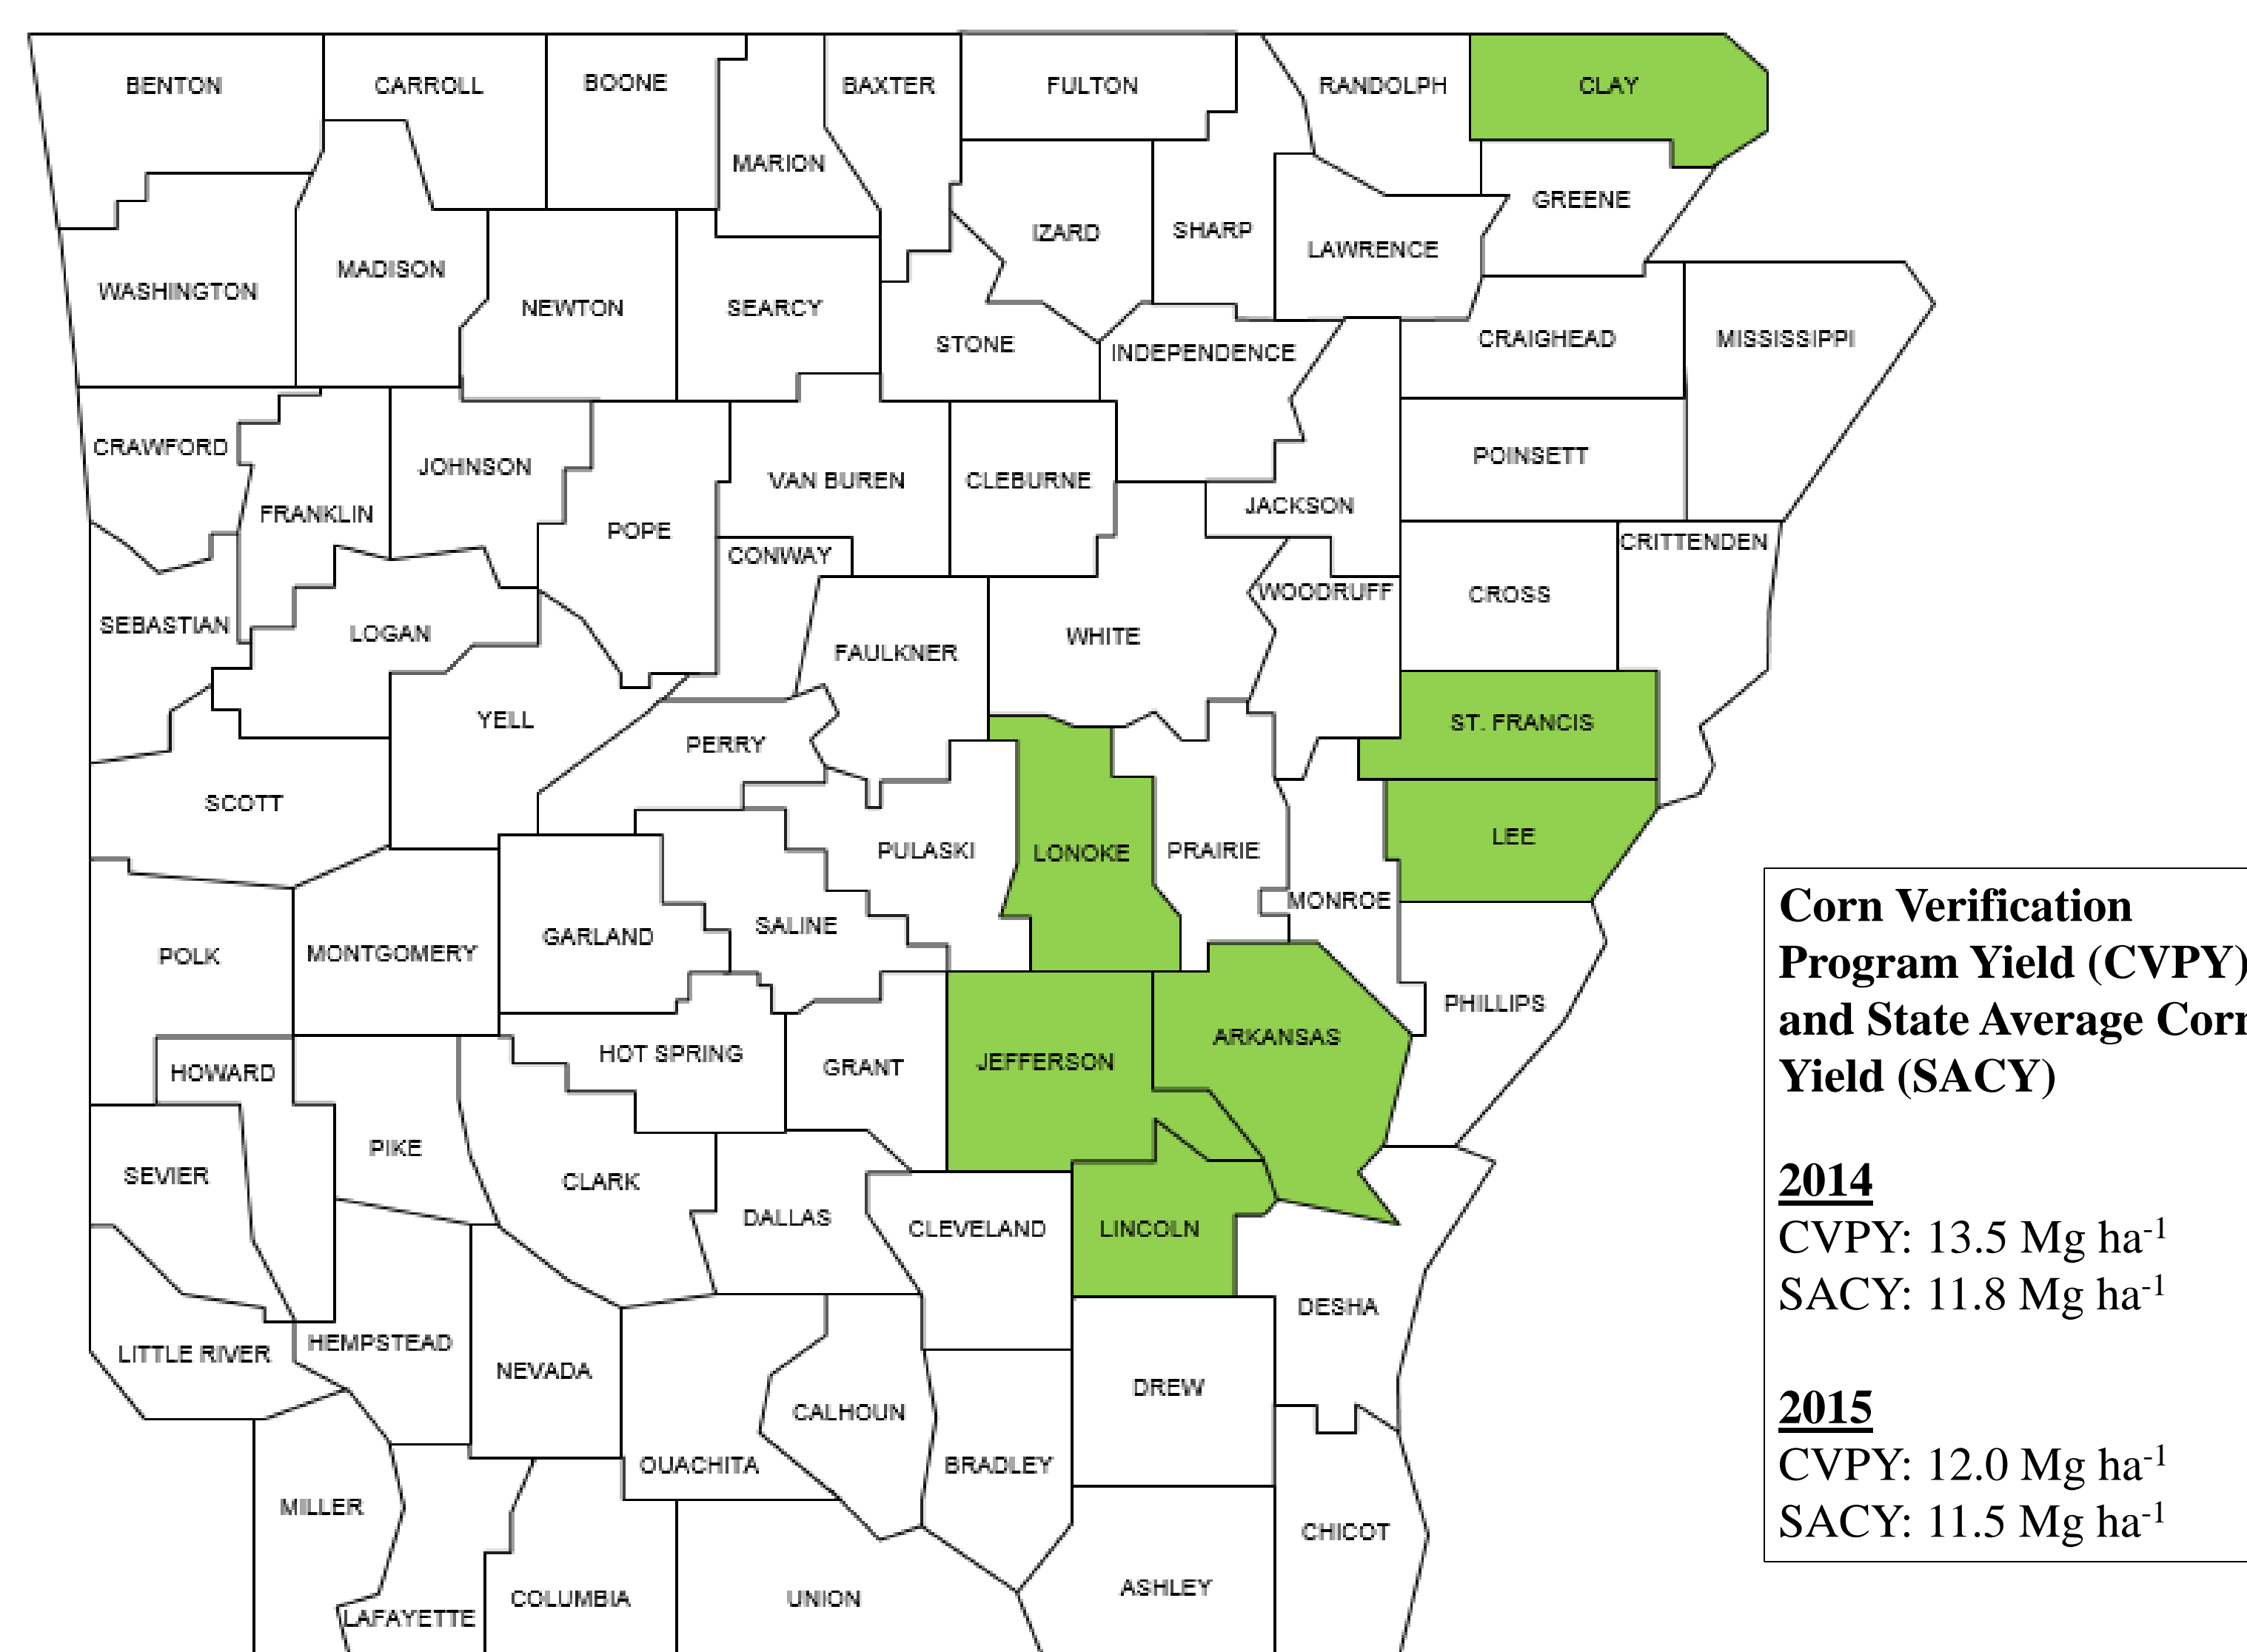 BENTON
CARROLL
BOONE
MARION
BAXTER
FULTON
RANDOLPH
CLAY
GREENE
IZARD
SHARP
LAWRENCE
WASHINGTON
MADISON
NEWTON
SEARCY
STONE
INDEPENDENCE
CRAIGHEAD
MISSISSIPPI
CRAWFORD
FRANKLIN
JOHNSON
POPE
VAN BUREN
CLEBURNE
JACKSON
POINSETT
CONWAY
CRITTENDEN
SEBASTIAN
LOGAN
FAULKNER
WHITE
WOODRUFF
CROSS
YELL
PERRY
ST. FRANCIS
SCOTT
PULASKI
LONOKE
PRAIRIE
LEE
MONROE
POLK
MONTGOMERY
GARLAND
SALINE
PHILLIPS
HOWARD
HOT SPRING
GRANT
JEFFERSON
ARKANSAS
SEVIER
PIKE
CLARK
DALLAS
CLEVELAND
LINCOLN
DESHA
LITTLE RIVER
HEMPSTEAD
NEVADA
CALHOUN
DREW
OUACHITA
BRADLEY
MILLER
LAFAYETTE
COLUMBIA
UNION
ASHLEY
CHICOT
Corn Verification
Program Yield (CVPY)
and State Average Corn
Yield (SACY)
2014
CVPY: 13.5 Mg ha⁻¹
SACY: 11.8 Mg ha⁻¹
2015
CVPY: 12.0 Mg ha⁻¹
SACY: 11.5 Mg ha⁻¹